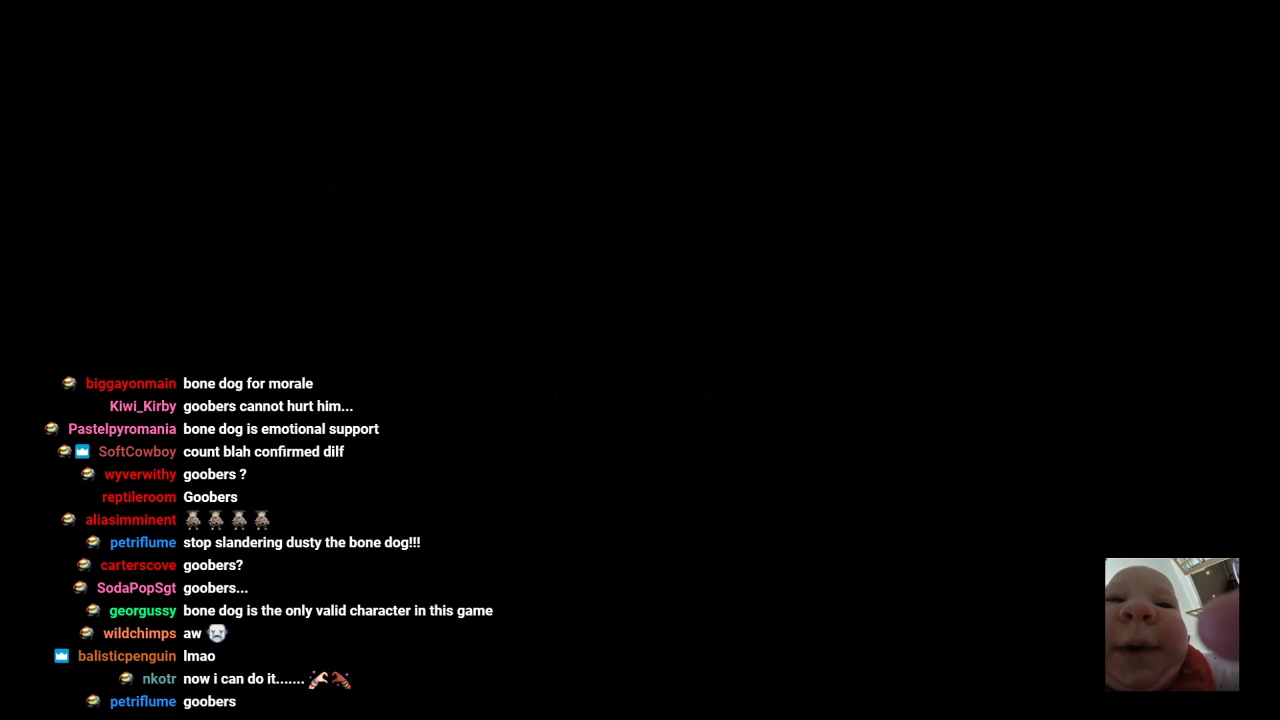 biggayonmain bone dog for morale
Kiwi_Kirby goobers cannot hurt him...
Pastelpyromania bone dog is emotional support
SoftCowboy count blah confirmed dilf
wyverwithy goobers ?
reptileroom Goobers
aliasimminent
petriflume stop slandering dusty the bone dog!!!
carterscove goobers?
SodaPopSgt goobers...
georgussy bone dog is the only valid character in this game
wildchimps aw
balisticpenguin lmao
nkotr now i can do it.......
petriflume goobers